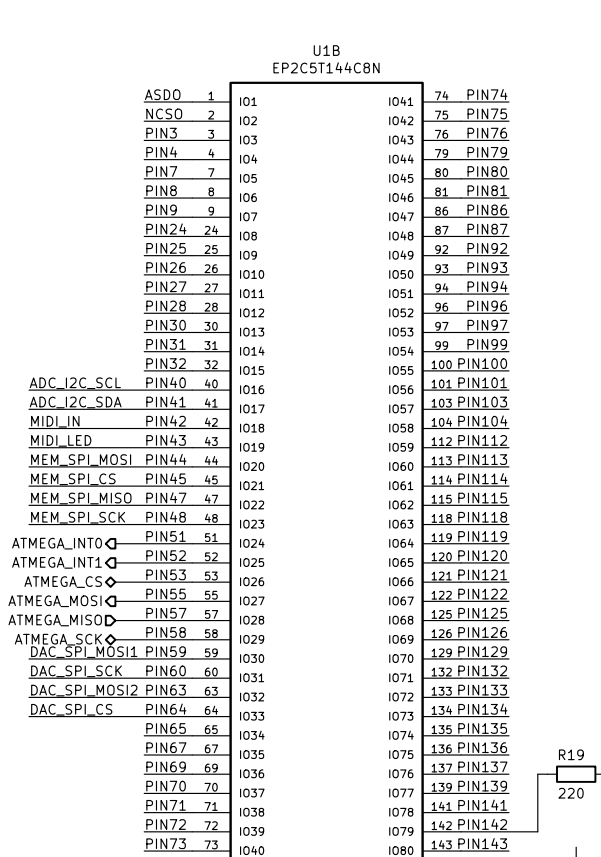 U1B
EP2C5T144C8N
ASDO 1 IO1 IO41 74 PIN74
NCSO 2 IO2 IO42 75 PIN75
PIN3 3 IO3 IO43 76 PIN76
PIN4 4 IO4 IO44 79 PIN79
PIN7 7 IO5 IO45 80 PIN80
PIN8 8 IO6 IO46 81 PIN81
PIN9 9 IO7 IO47 86 PIN86
PIN24 24 IO8 IO48 87 PIN87
PIN25 25 IO9 IO49 92 PIN92
PIN26 26 IO10 IO50 93 PIN93
PIN27 27 IO11 IO51 94 PIN94
PIN28 28 IO12 IO52 96 PIN96
PIN30 30 IO13 IO53 97 PIN97
PIN31 31 IO14 IO54 99 PIN99
PIN32 32 IO15 IO55 100 PIN100
ADC_I2C_SCL PIN40 40 IO16 IO56 101 PIN101
ADC_I2C_SDA PIN41 41 IO17 IO57 103 PIN103
MIDI_IN PIN42 42 IO18 IO58 104 PIN104
MIDI_LED PIN43 43 IO19 IO59 112 PIN112
MEM_SPI_MOSI PIN44 44 IO20 IO60 113 PIN113
MEM_SPI_CS PIN45 45 IO21 IO61 114 PIN114
MEM_SPI_MISO PIN47 47 IO22 IO62 115 PIN115
MEM_SPI_SCK PIN48 48 IO23 IO63 118 PIN118
ATMEGA_INT0 PIN51 51 IO24 IO64 119 PIN119
ATMEGA_INT1 PIN52 52 IO25 IO65 120 PIN120
ATMEGA_CS PIN53 53 IO26 IO66 121 PIN121
ATMEGA_MOSI PIN55 55 IO27 IO67 122 PIN122
ATMEGA_MISO PIN57 57 IO28 IO68 125 PIN125
ATMEGA_SCK PIN58 58 IO29 IO69 126 PIN126
DAC_SPI_MOSI1 PIN59 59 IO30 IO70 129 PIN129
DAC_SPI_SCK PIN60 60 IO31 IO71 132 PIN132
DAC_SPI_MOSI2 PIN63 63 IO32 IO72 133 PIN133
DAC_SPI_CS PIN64 64 IO33 IO73 134 PIN134
PIN65 65 IO34 IO74 135 PIN135
PIN67 67 IO35 IO75 136 PIN136
R19
PIN69 69 IO36 IO76 137 PIN137
PIN70 70 IO37 IO77 139 PIN139
220
PIN71 71 IO38 IO78 141 PIN141
PIN72 72 IO39 IO79 142 PIN142
PIN73 73 IO40 IO80 143 PIN143